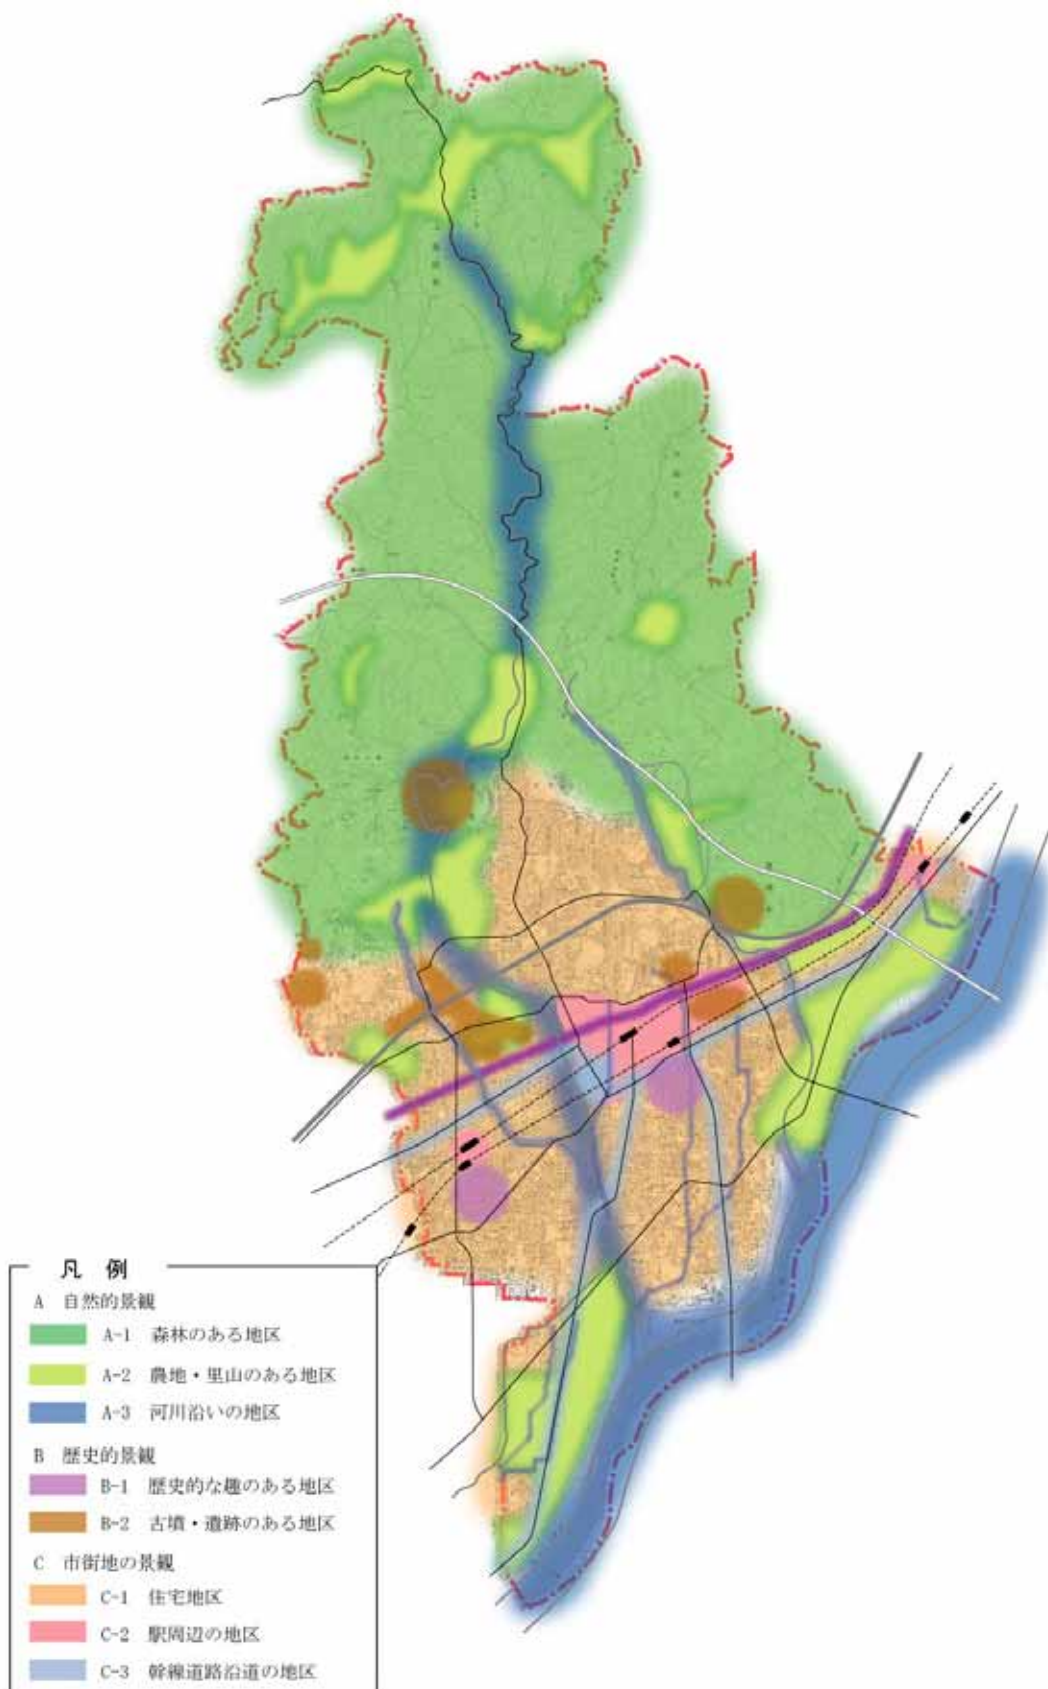 凡 例
A 自然的景観
A-1 森林のある地区
A-2 農地・里山のある地区
A-3 河川沿いの地区
B 歴史的景観
B-1 歴史的な趣のある地区
B-2 古墳・遺跡のある地区
C 市街地の景観
C-1 住宅地区
C-2 駅周辺の地区
C-3 幹線道路沿道の地区